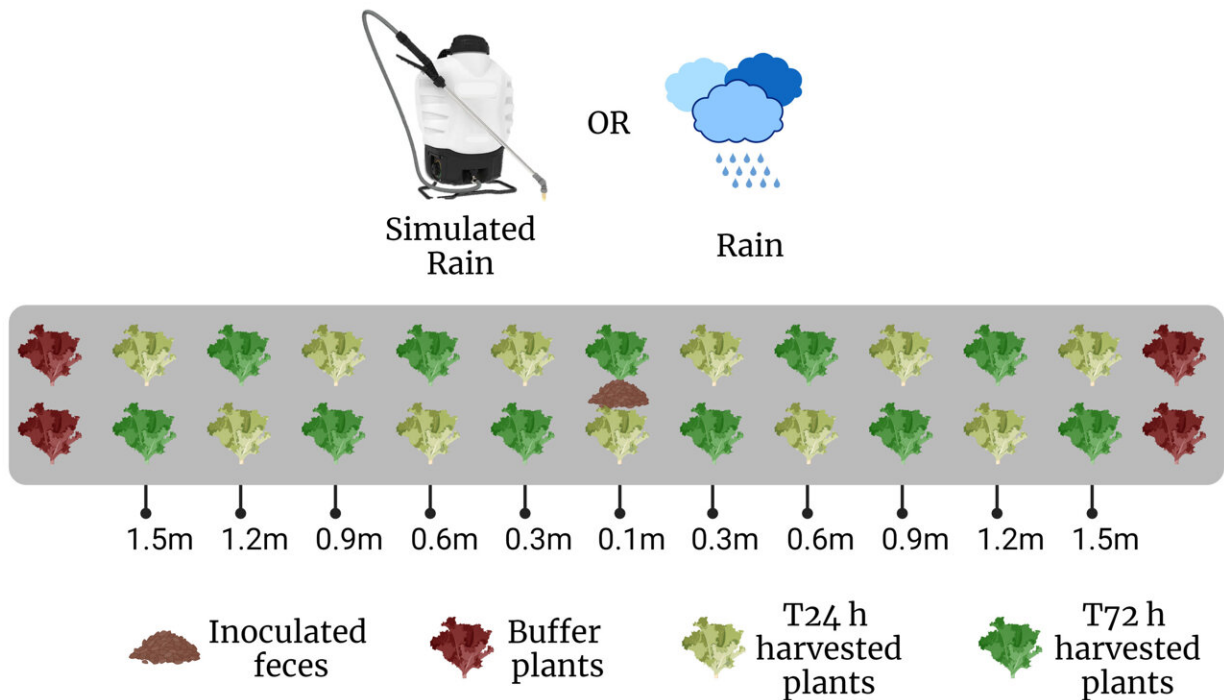 OR
Simulated
Rain
Rain
1.5m 1.2m 0.9m 0.6m 0.3m 0.1m 0.3m 0.6m 0.9m 1.2m 1.5m
Inoculated
feces
Buffer
plants
T24 h
harvested
plants
T72 h
harvested
plants